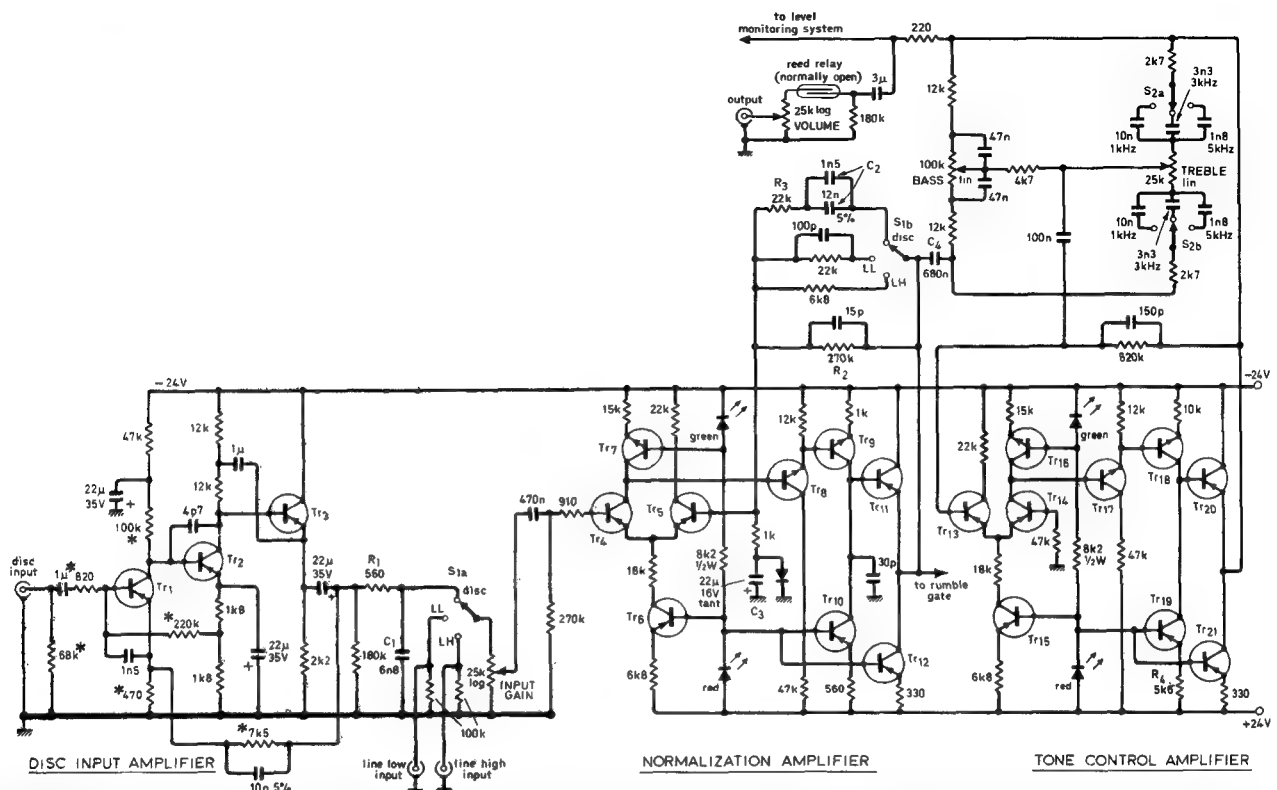 to level
monitoring system
220
reed relay
(normally open)
3µ
output
25k log
VOLUME
180k
12k
47n
100k
BASS
lin
47n
4k7
12k
100n
2k7
3n3
3kHz
S2a
10n
1kHz
1n8
5kHz
25k
TREBLE
lin
10n
1kHz
1n8
5kHz
3n3
3kHz
S2b
2k7
1n5
C2
R3
22k
12n
5%
100p
22k
S1b
disc
LL
LH
C4
680n
6k8
15p
270k
R2
150p
820k
-24V
47k
12k
1µ
22µ
35V
+
12k
100k
*
4p7
Tr3
disc
input
1µ
*
820
Tr1
Tr2
22µ
35V
+
R1
560
S1a
disc
LL
LH
68k
*
*
220k
1k8
22µ
35V
+
1n5
1k8
2k2
180k
C1
6n8
25k
log
INPUT
GAIN
*470
*
7k5
10n 5%
100k
line low
input
line high
input
DISC INPUT AMPLIFIER
470n
910
270k
15k
22k
green
12k
1k
Tr7
Tr9
Tr4
Tr5
Tr8
Tr11
18k
1k
8k2
½W
22µ
16V
tant
C3
+
30p
to rumble
gate
Tr6
Tr10
Tr12
6k8
red
47k
560
330
NORMALIZATION AMPLIFIER
-24V
15k
22k
green
12k
10k
Tr16
Tr18
Tr13
Tr14
Tr17
Tr20
47k
18k
8k2
½W
47k
Tr15
Tr19
Tr21
6k8
red
R4
5k6
330
+24V
TONE CONTROL AMPLIFIER